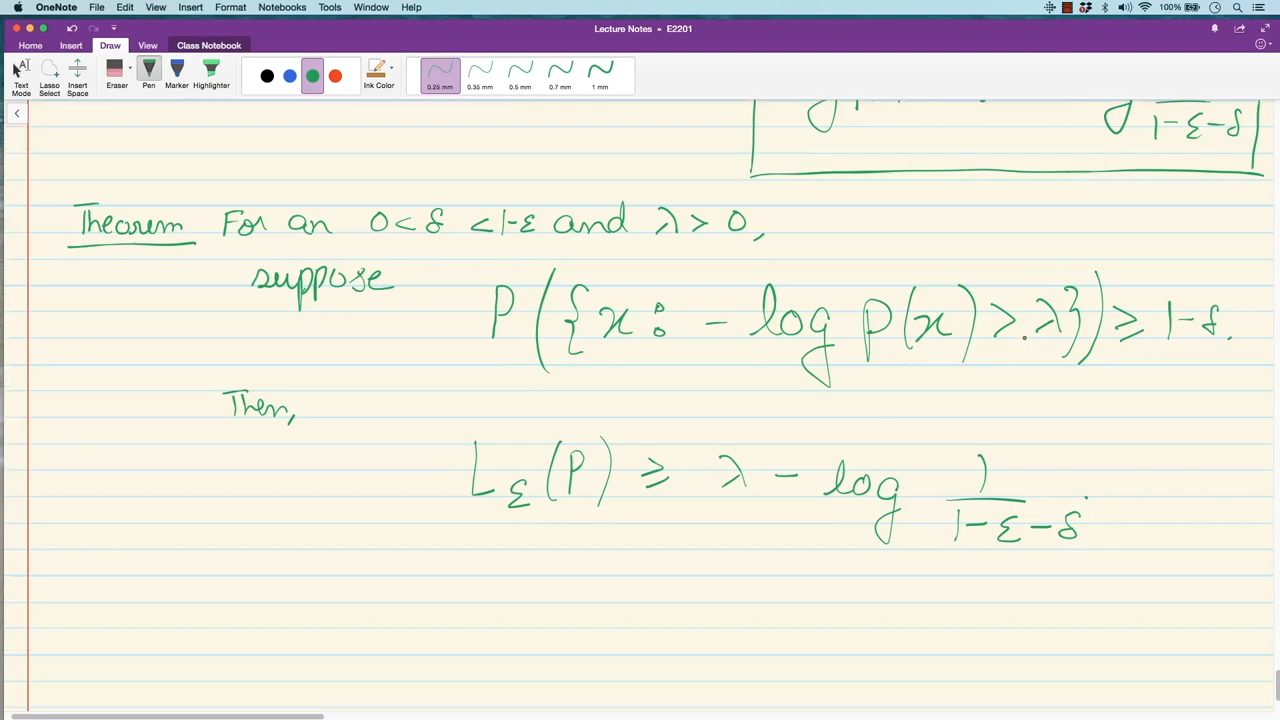 OneNote File Edit View Insert Format Notebooks Tools Window Help 100%
Lecture Notes » E2201
Home Insert Draw View Class Notebook
Text Mode Lasso Select Insert Space Eraser Pen Marker Highlighter Ink Color 0.25 mm 0.35 mm 0.5 mm 0.7 mm 1 mm
1-ε-δ
Theorem For an 0<δ <1-ε and λ > 0,
suppose
P({x: - log P(x) > λ}) ≥ 1-δ.
Then,
L_ε(P) ≥ λ - log 1/(1-ε-δ).